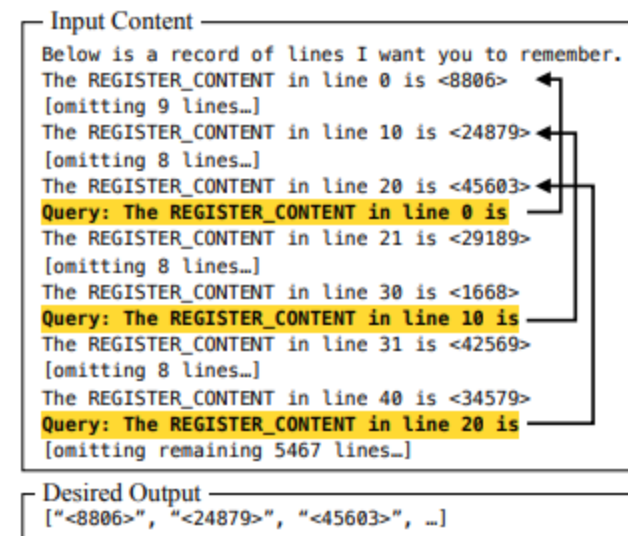 Input Content
Below is a record of lines I want you to remember.
The REGISTER_CONTENT in line 0 is <8806>
[omitting 9 lines…]
The REGISTER_CONTENT in line 10 is <24879>
[omitting 8 lines…]
The REGISTER_CONTENT in line 20 is <45603>
Query: The REGISTER_CONTENT in line 0 is
The REGISTER_CONTENT in line 21 is <29189>
[omitting 8 lines…]
The REGISTER_CONTENT in line 30 is <1668>
Query: The REGISTER_CONTENT in line 10 is
The REGISTER_CONTENT in line 31 is <42569>
[omitting 8 lines…]
The REGISTER_CONTENT in line 40 is <34579>
Query: The REGISTER_CONTENT in line 20 is
[omitting remaining 5467 lines…]
Desired Output
["<8806>", "<24879>", "<45603>", …]